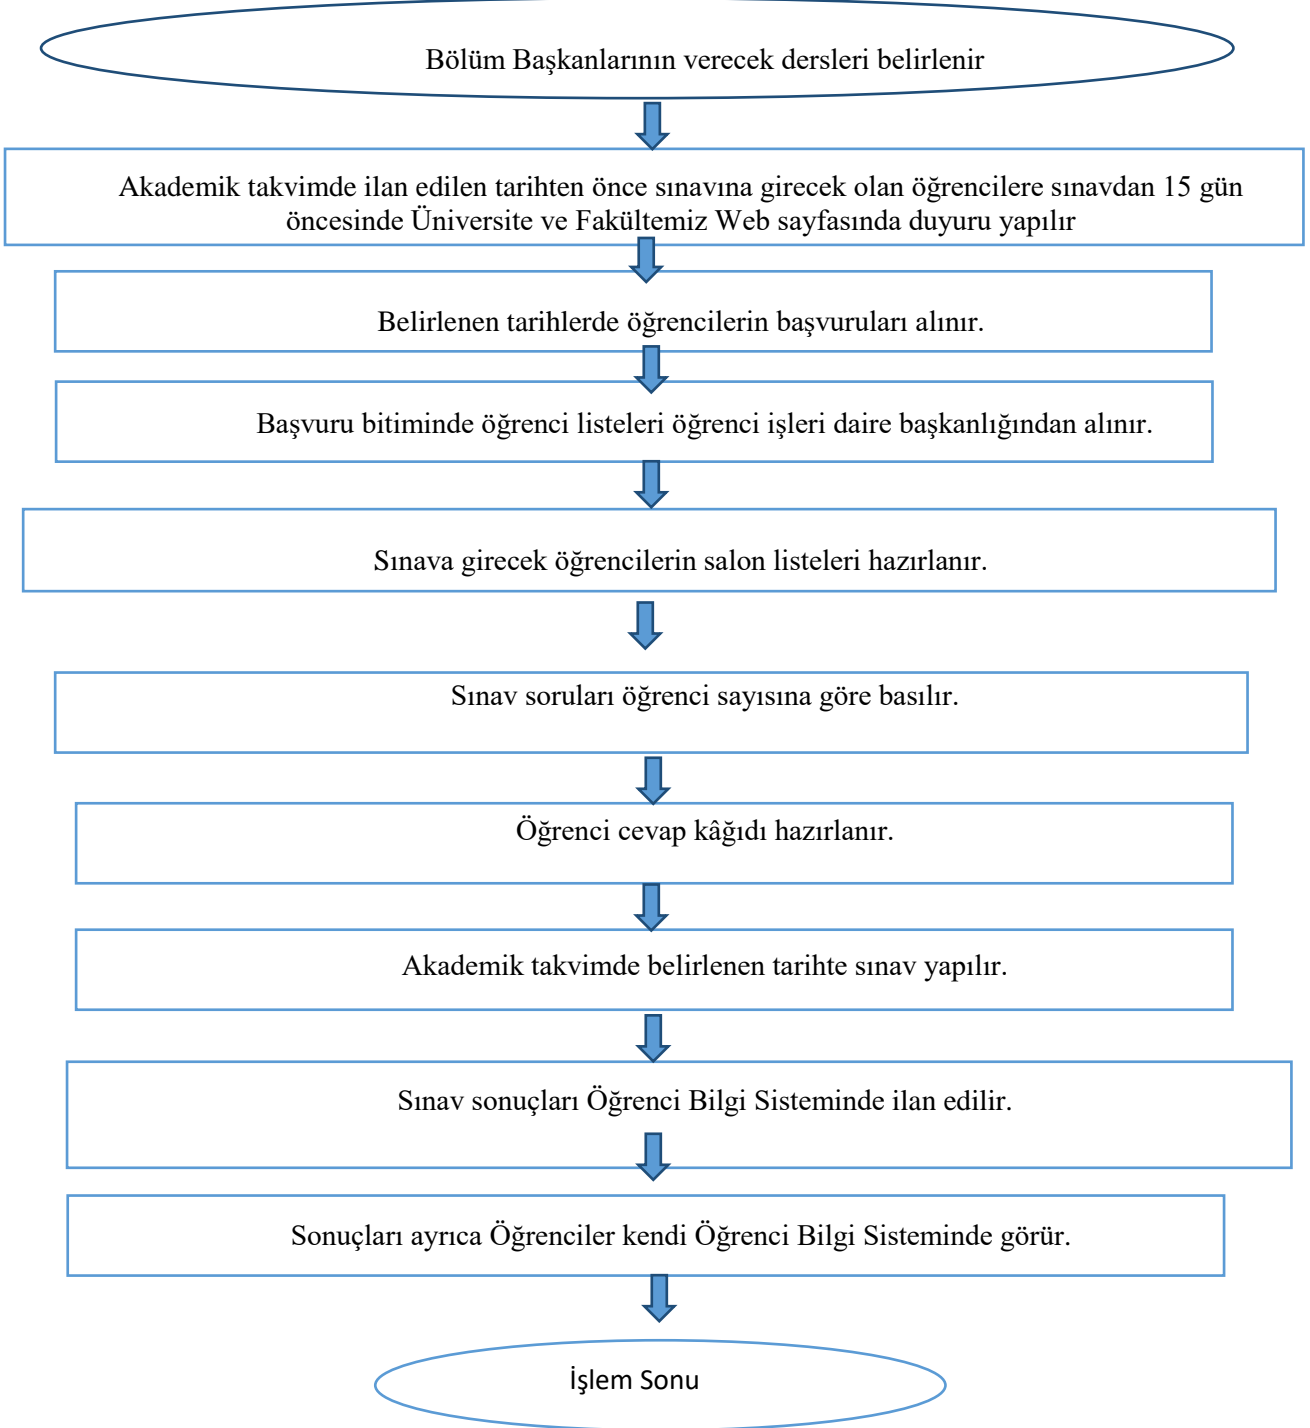 Bölüm Başkanlarının verecek dersleri belirlenir
Akademik takvimde ilan edilen tarihten önce sınavına girecek olan öğrencilere sınavdan 15 gün
öncesinde Üniversite ve Fakültemiz Web sayfasında duyuru yapılır
Belirlenen tarihlerde öğrencilerin başvuruları alınır.
Başvuru bitiminde öğrenci listeleri öğrenci işleri daire başkanlığından alınır.
Sınava girecek öğrencilerin salon listeleri hazırlanır.
Sınav soruları öğrenci sayısına göre basılır.
Öğrenci cevap kâğıdı hazırlanır.
Akademik takvimde belirlenen tarihte sınav yapılır.
Sınav sonuçları Öğrenci Bilgi Sisteminde ilan edilir.
Sonuçları ayrıca Öğrenciler kendi Öğrenci Bilgi Sisteminde görür.
İşlem Sonu